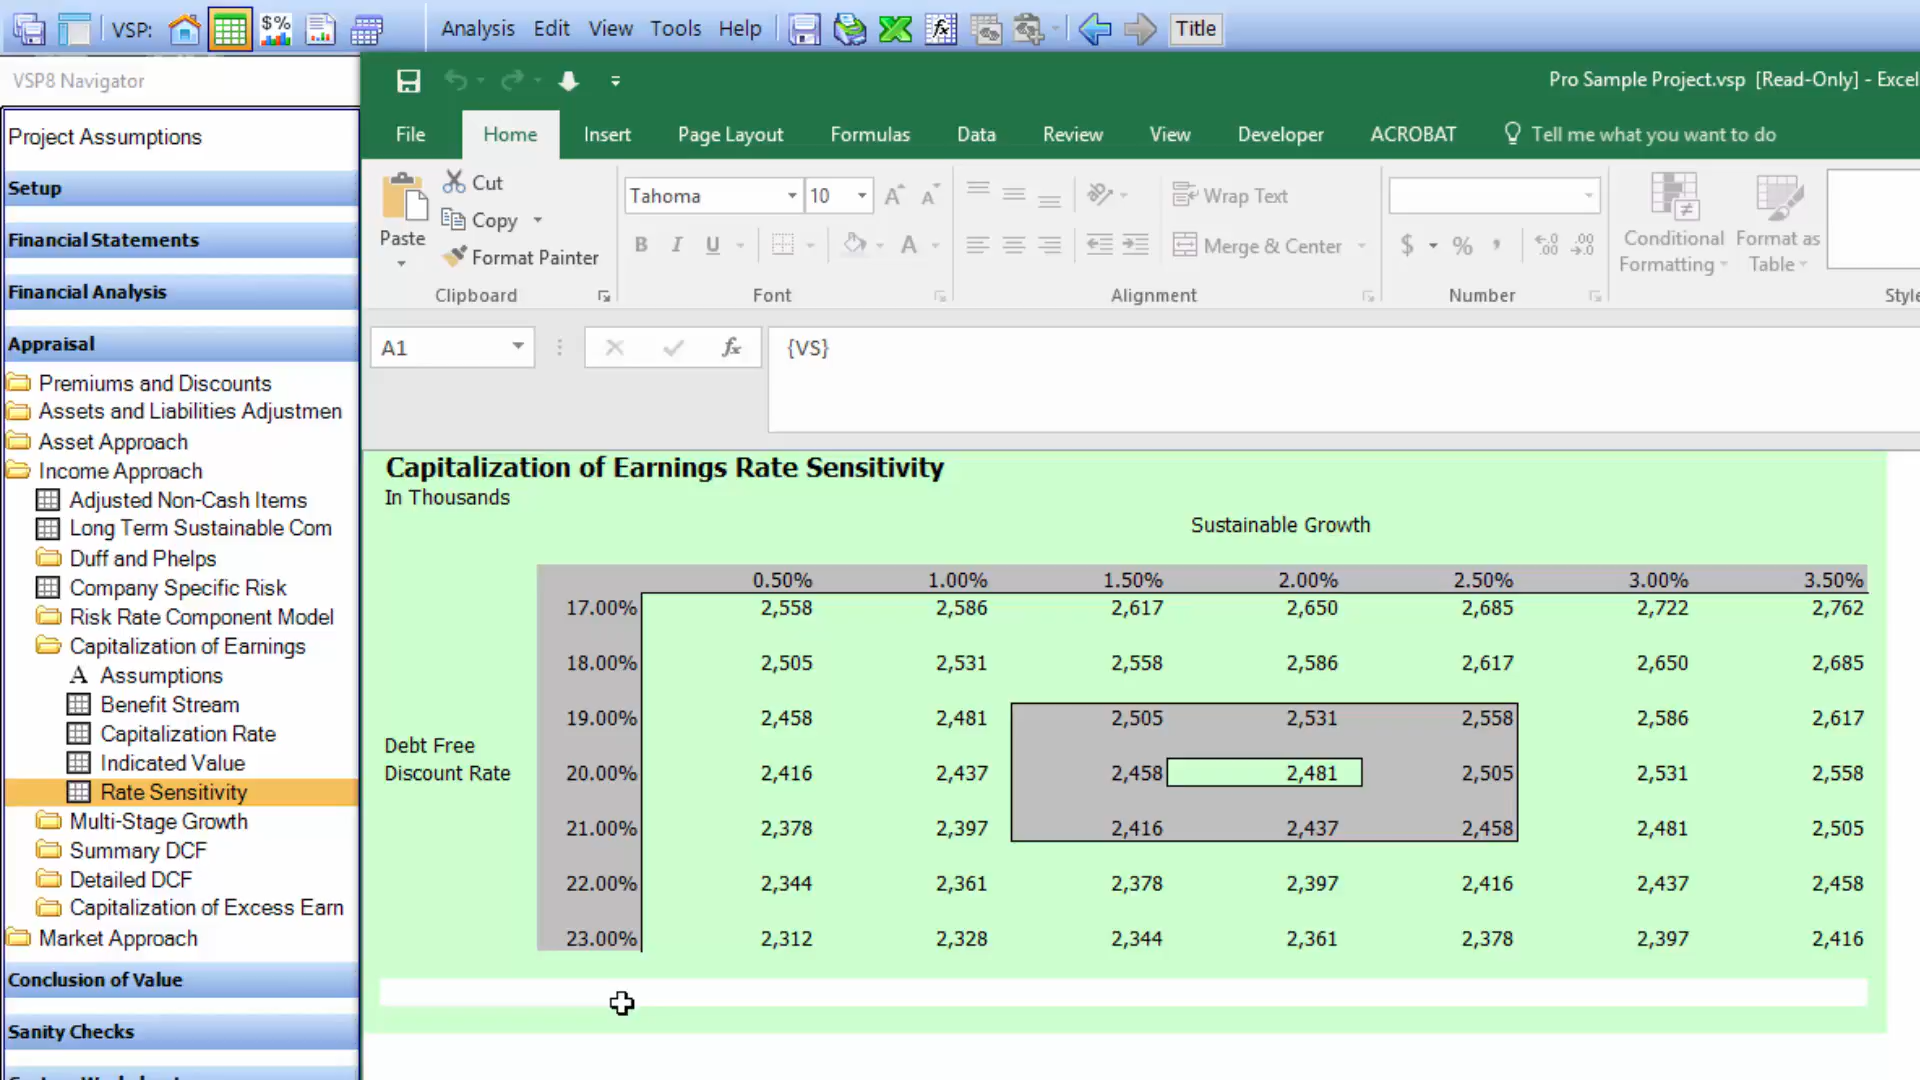 VSP: $% Analysis Edit View Tools Help Title
VSP8 Navigator
Pro Sample Project.vsp [Read-Only] - Excel
Project Assumptions
Setup
Financial Statements
Financial Analysis
Appraisal
Premiums and Discounts
Assets and Liabilities Adjustmen
Asset Approach
Income Approach
Adjusted Non-Cash Items
Long Term Sustainable Com
Duff and Phelps
Company Specific Risk
Risk Rate Component Model
Capitalization of Earnings
A Assumptions
Benefit Stream
Capitalization Rate
Indicated Value
Rate Sensitivity
Multi-Stage Growth
Summary DCF
Detailed DCF
Capitalization of Excess Earn
Market Approach
Conclusion of Value
Sanity Checks
File Home Insert Page Layout Formulas Data Review View Developer ACROBAT Tell me what you want to do
Paste
Cut
Copy
Format Painter
Clipboard
Tahoma 10 A A
B I U A
Font
Wrap Text
Merge & Center
Alignment
$ % , .00 .00
Number
Conditional Formatting
Format as Table
Style
A1 fx {VS}
Capitalization of Earnings Rate Sensitivity
In Thousands
Sustainable Growth
0.50% 1.00% 1.50% 2.00% 2.50% 3.00% 3.50%
17.00% 2,558 2,586 2,617 2,650 2,685 2,722 2,762
18.00% 2,505 2,531 2,558 2,586 2,617 2,650 2,685
19.00% 2,458 2,481 2,505 2,531 2,558 2,586 2,617
Debt Free
Discount Rate 20.00% 2,416 2,437 2,458 2,481 2,505 2,531 2,558
21.00% 2,378 2,397 2,416 2,437 2,458 2,481 2,505
22.00% 2,344 2,361 2,378 2,397 2,416 2,437 2,458
23.00% 2,312 2,328 2,344 2,361 2,378 2,397 2,416